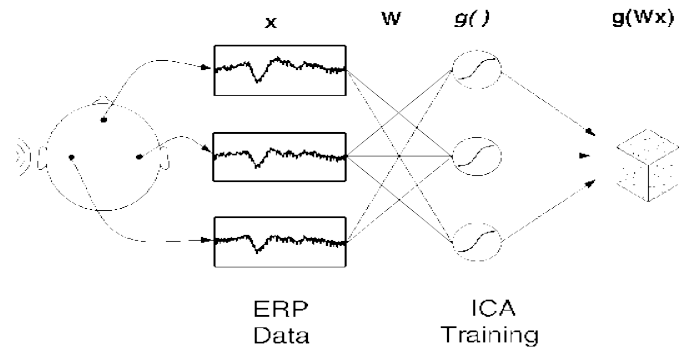 x
W
g( )
g(Wx)
ERP
Data
ICA
Training